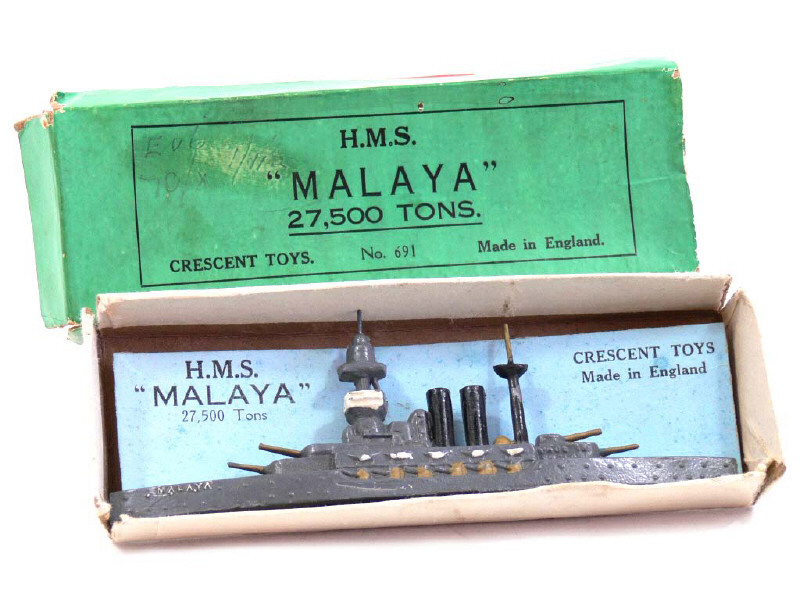 H.M.S.
"MALAYA"
27,500 TONS.
CRESCENT TOYS. No. 691 Made in England.
H.M.S.
"MALAYA"
27,500 Tons
CRESCENT TOYS
Made in England
MALAYA